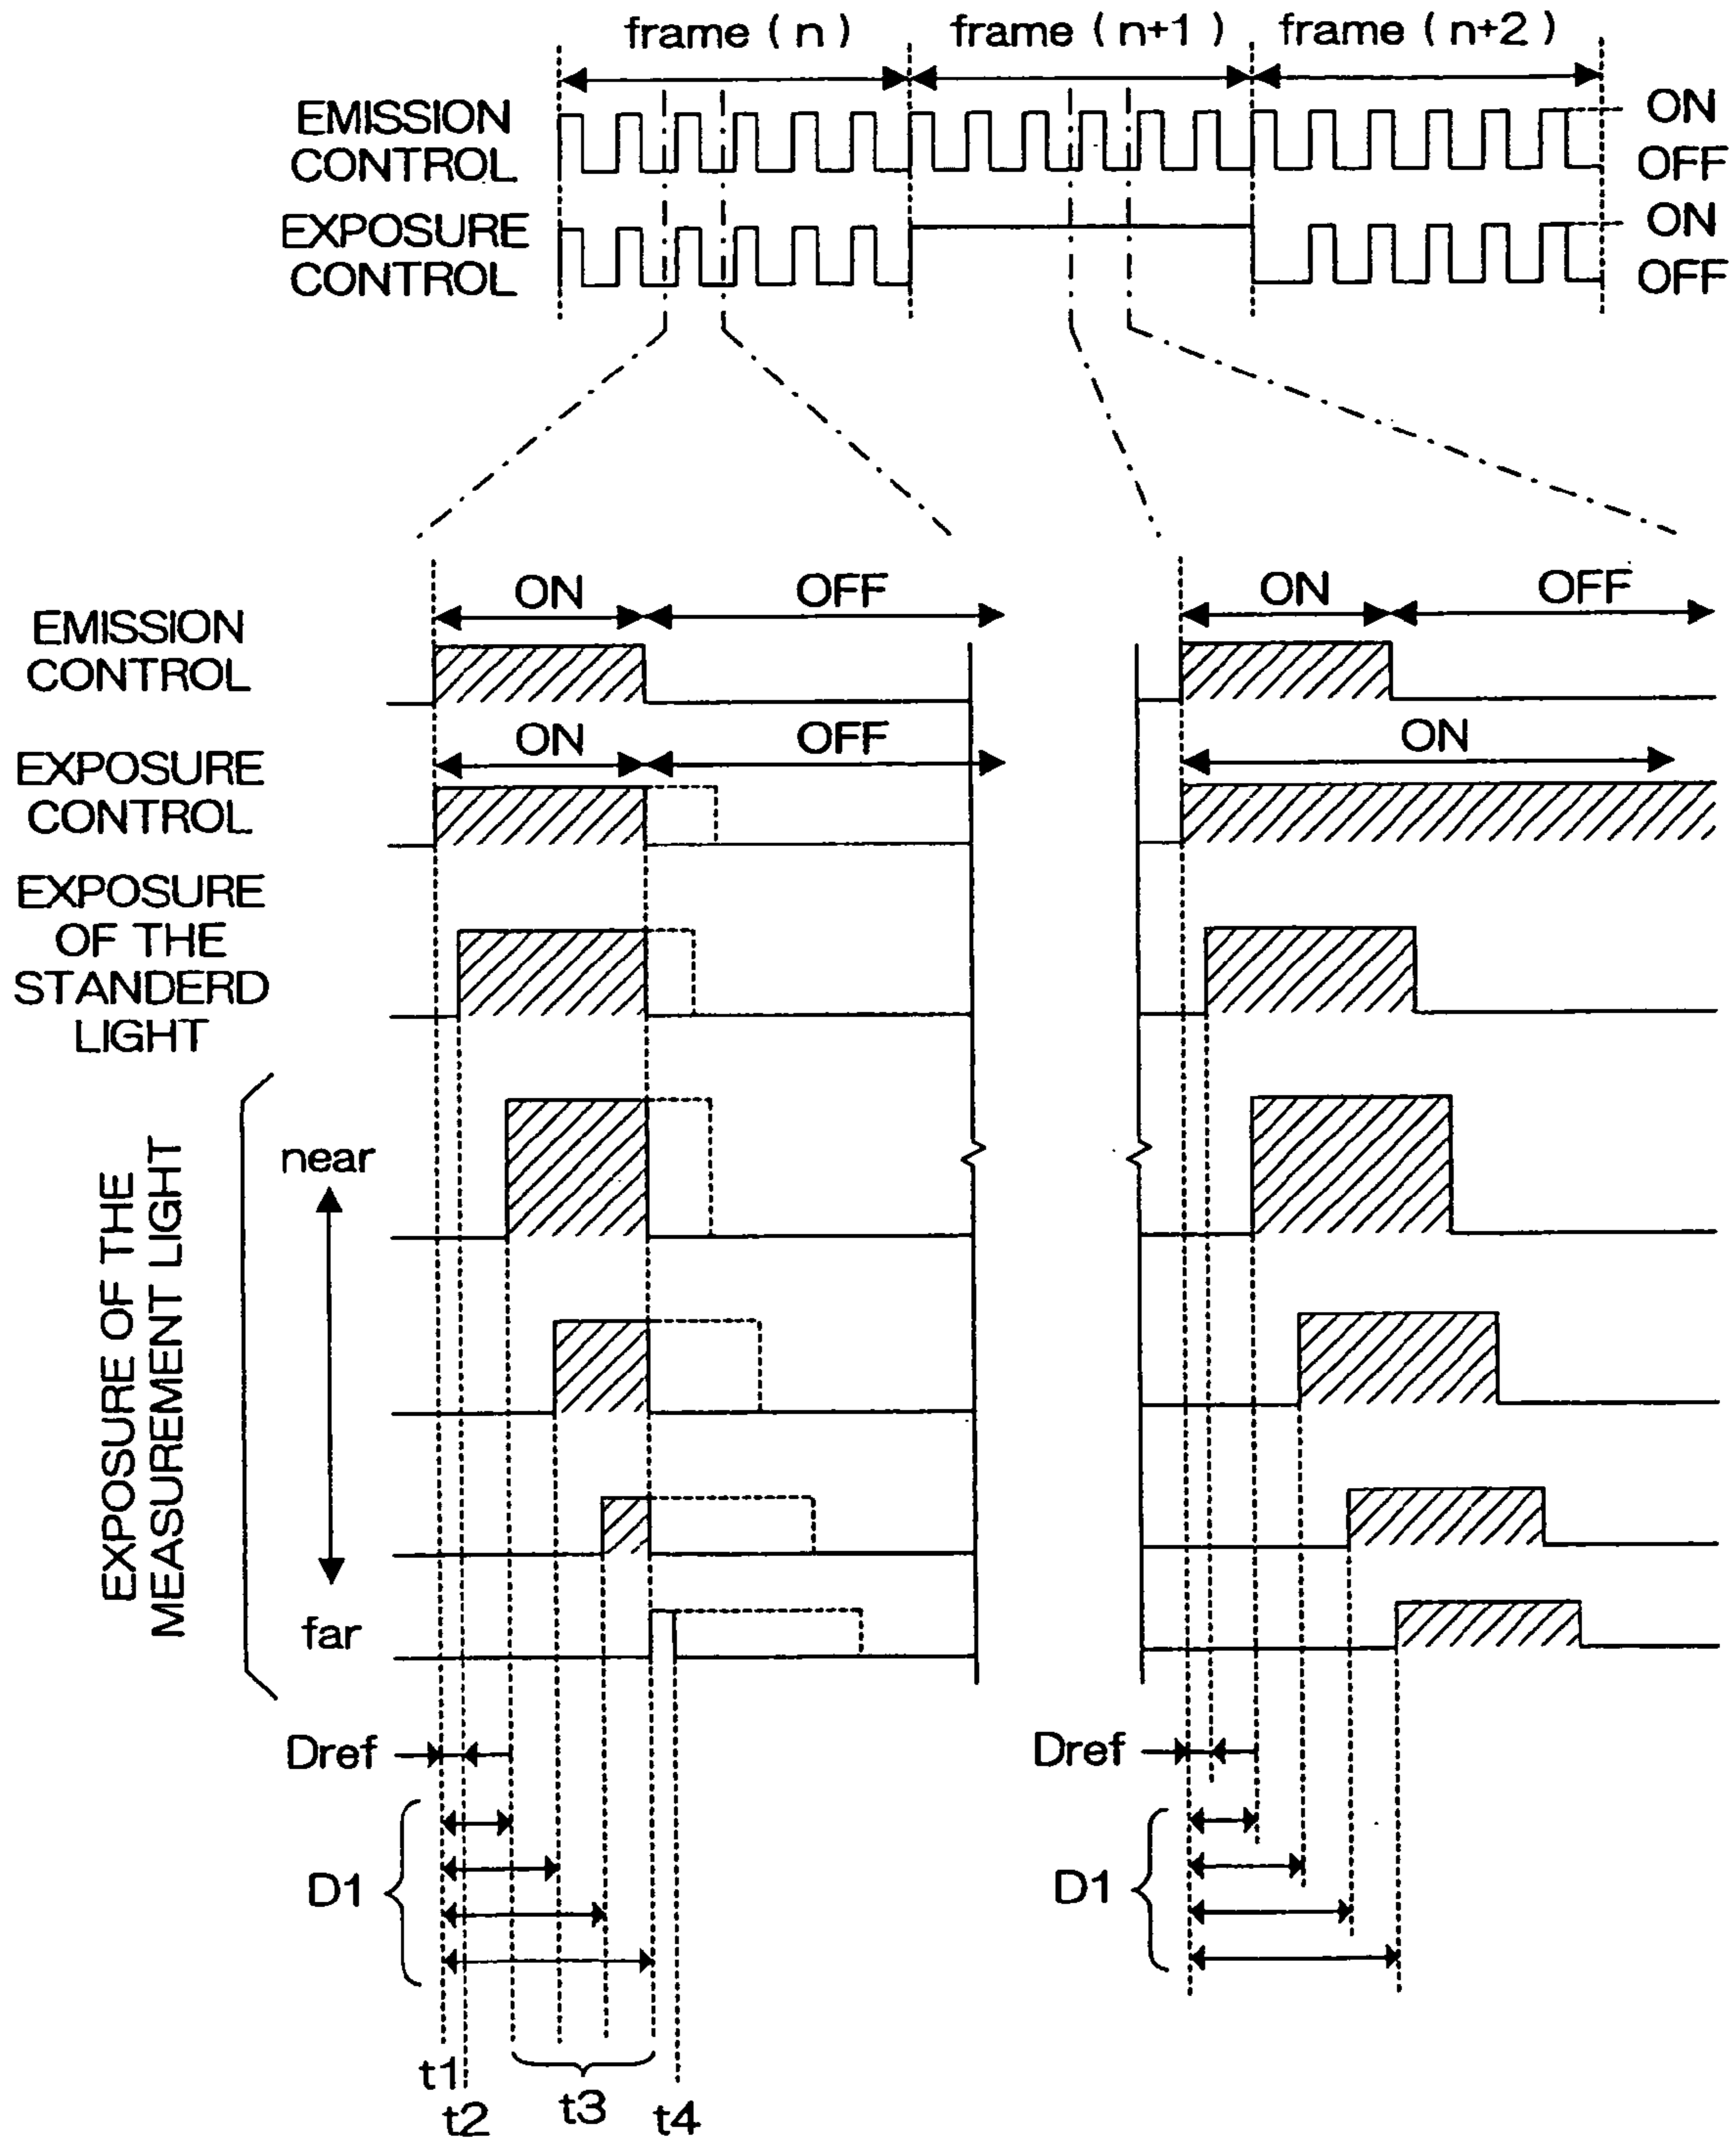 frame ( n )
frame ( n+1 )
frame ( n+2 )
EMISSION
CONTROL
ON
OFF
EXPOSURE
CONTROL
ON
OFF
EMISSION
CONTROL
ON
OFF
ON
OFF
EXPOSURE
CONTROL
ON
OFF
ON
EXPOSURE
OF THE
STANDERD
LIGHT
EXPOSURE OF THE
MEASUREMENT LIGHT
near
far
Dref
Dref
D1
D1
t1
t2
t3
t4